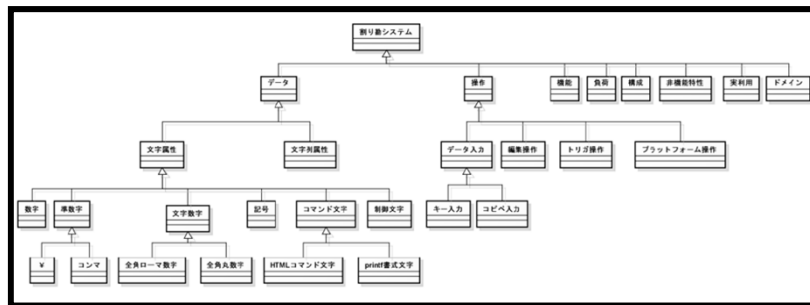 割り勘システム
データ
操作
機能
負荷
構成
非機能特性
実利用
ドメイン
文字属性
文字列属性
データ入力
編集操作
トリガ操作
プラットフォーム操作
数字
準数字
文字数字
記号
コマンド文字
制御文字
キー入力
コピペ入力
¥
コンマ
全角ローマ数字
全角丸数字
HTMLコマンド文字
printf書式文字